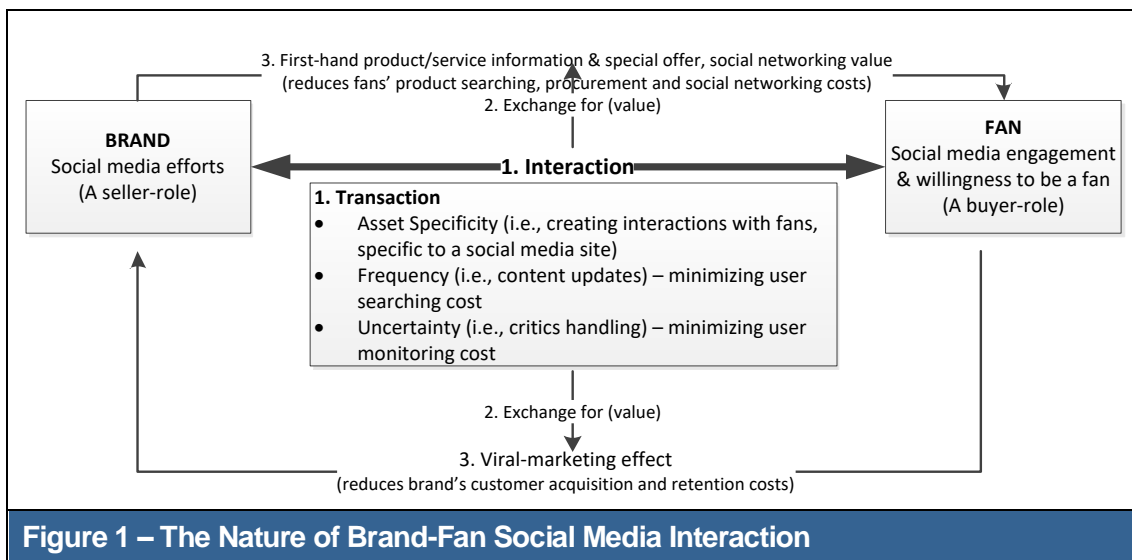 3. First-hand product/service information & special offer, social networking value
(reduces fans' product searching, procurement and social networking costs)
2. Exchange for (value)
BRAND
Social media efforts
(A seller-role)
1. Interaction
FAN
Social media engagement
& willingness to be a fan
(A buyer-role)
1. Transaction
• Asset Specificity (i.e., creating interactions with fans,
specific to a social media site)
• Frequency (i.e., content updates) – minimizing user
searching cost
• Uncertainty (i.e., critics handling) – minimizing user
monitoring cost
2. Exchange for (value)
3. Viral-marketing effect
(reduces brand's customer acquisition and retention costs)
Figure 1 – The Nature of Brand-Fan Social Media Interaction